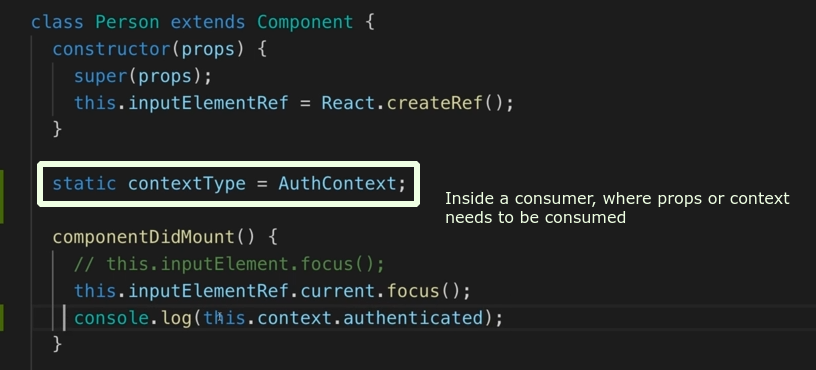 class Person extends Component {
constructor(props) {
super(props);
this.inputElementRef = React.createRef();
}
static contextType = AuthContext;
Inside a consumer, where props or context
needs to be consumed
componentDidMount() {
// this.inputElement.focus();
this.inputElementRef.current.focus();
console.log(this.context.authenticated);
}